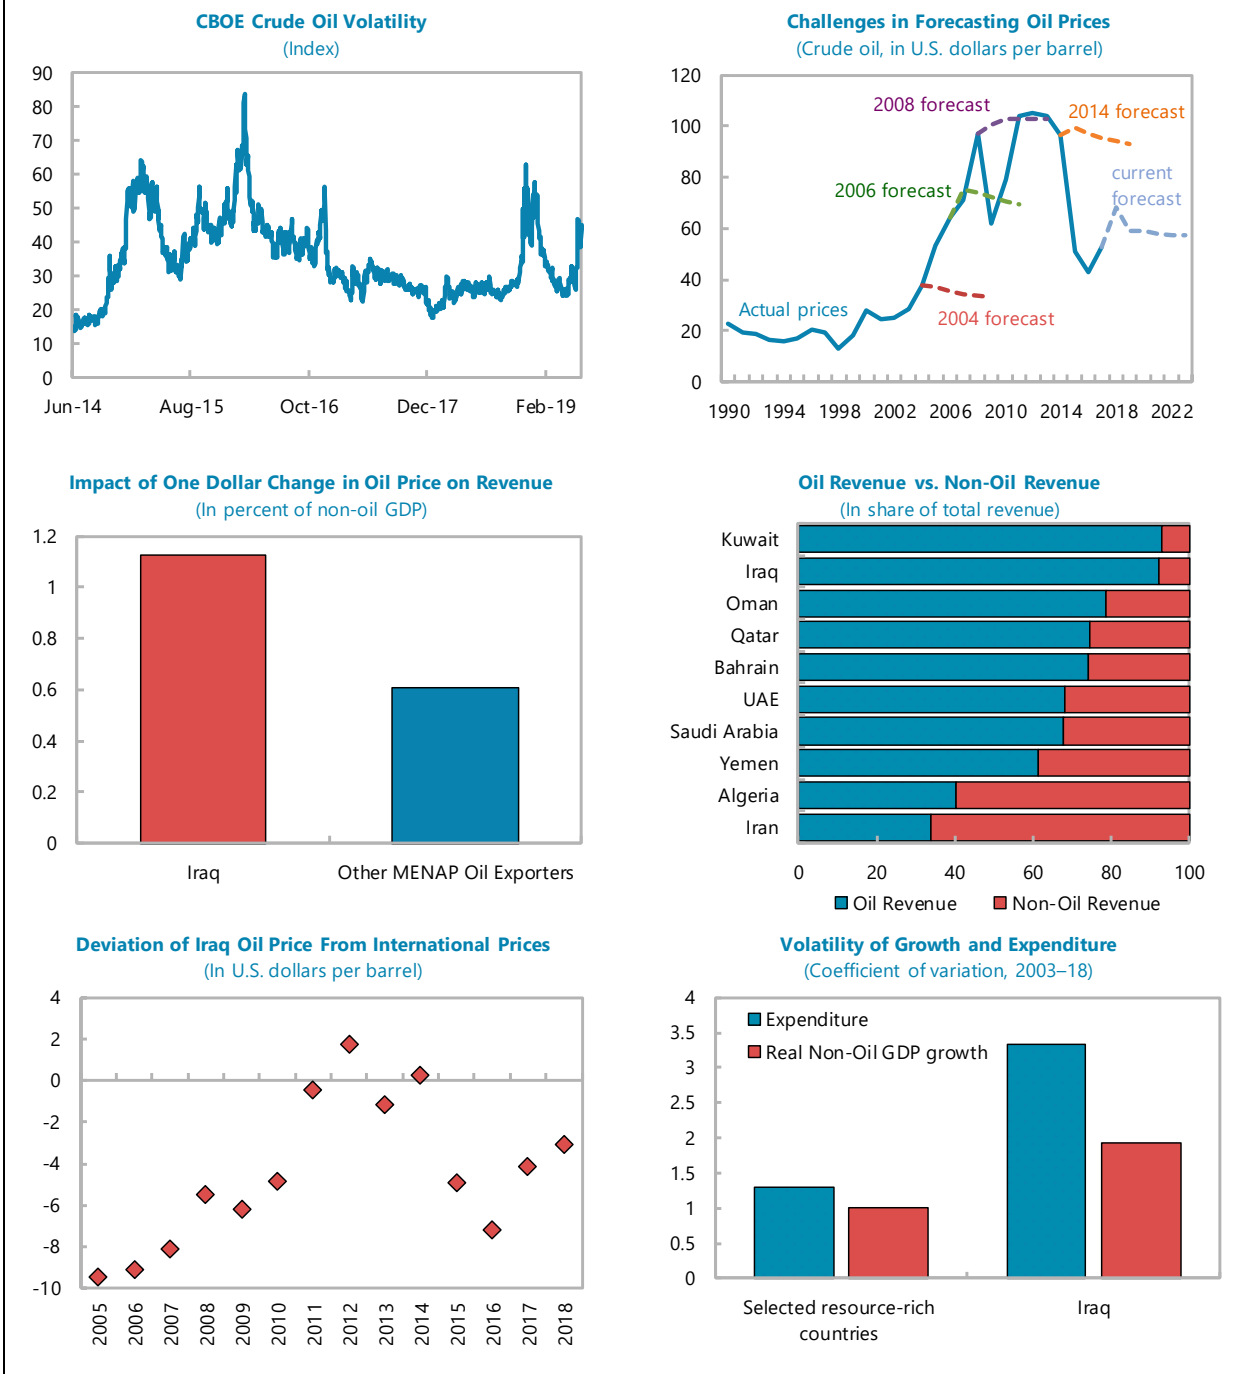 CBOE Crude Oil Volatility
(Index)
90
80
70
60
50
40
30
20
10
0
Jun-14 Aug-15 Oct-16 Dec-17 Feb-19
Challenges in Forecasting Oil Prices
(Crude oil, in U.S. dollars per barrel)
120
100
80
60
40
20
0
2008 forecast
2014 forecast
2006 forecast
current
forecast
Actual prices
2004 forecast
1990 1994 1998 2002 2006 2010 2014 2018 2022
Impact of One Dollar Change in Oil Price on Revenue
(In percent of non-oil GDP)
1.2
1
0.8
0.6
0.4
0.2
0
Iraq Other MENAP Oil Exporters
Oil Revenue vs. Non-Oil Revenue
(In share of total revenue)
Kuwait
Iraq
Oman
Qatar
Bahrain
UAE
Saudi Arabia
Yemen
Algeria
Iran
0 20 40 60 80 100
Oil Revenue Non-Oil Revenue
Deviation of Iraq Oil Price From International Prices
(In U.S. dollars per barrel)
4
2
0
-2
-4
-6
-8
-10
2005 2006 2007 2008 2009 2010 2011 2012 2013 2014 2015 2016 2017 2018
Volatility of Growth and Expenditure
(Coefficient of variation, 2003–18)
4
3.5
3
2.5
2
1.5
1
0.5
0
Expenditure
Real Non-Oil GDP growth
Selected resource-rich
countries
Iraq